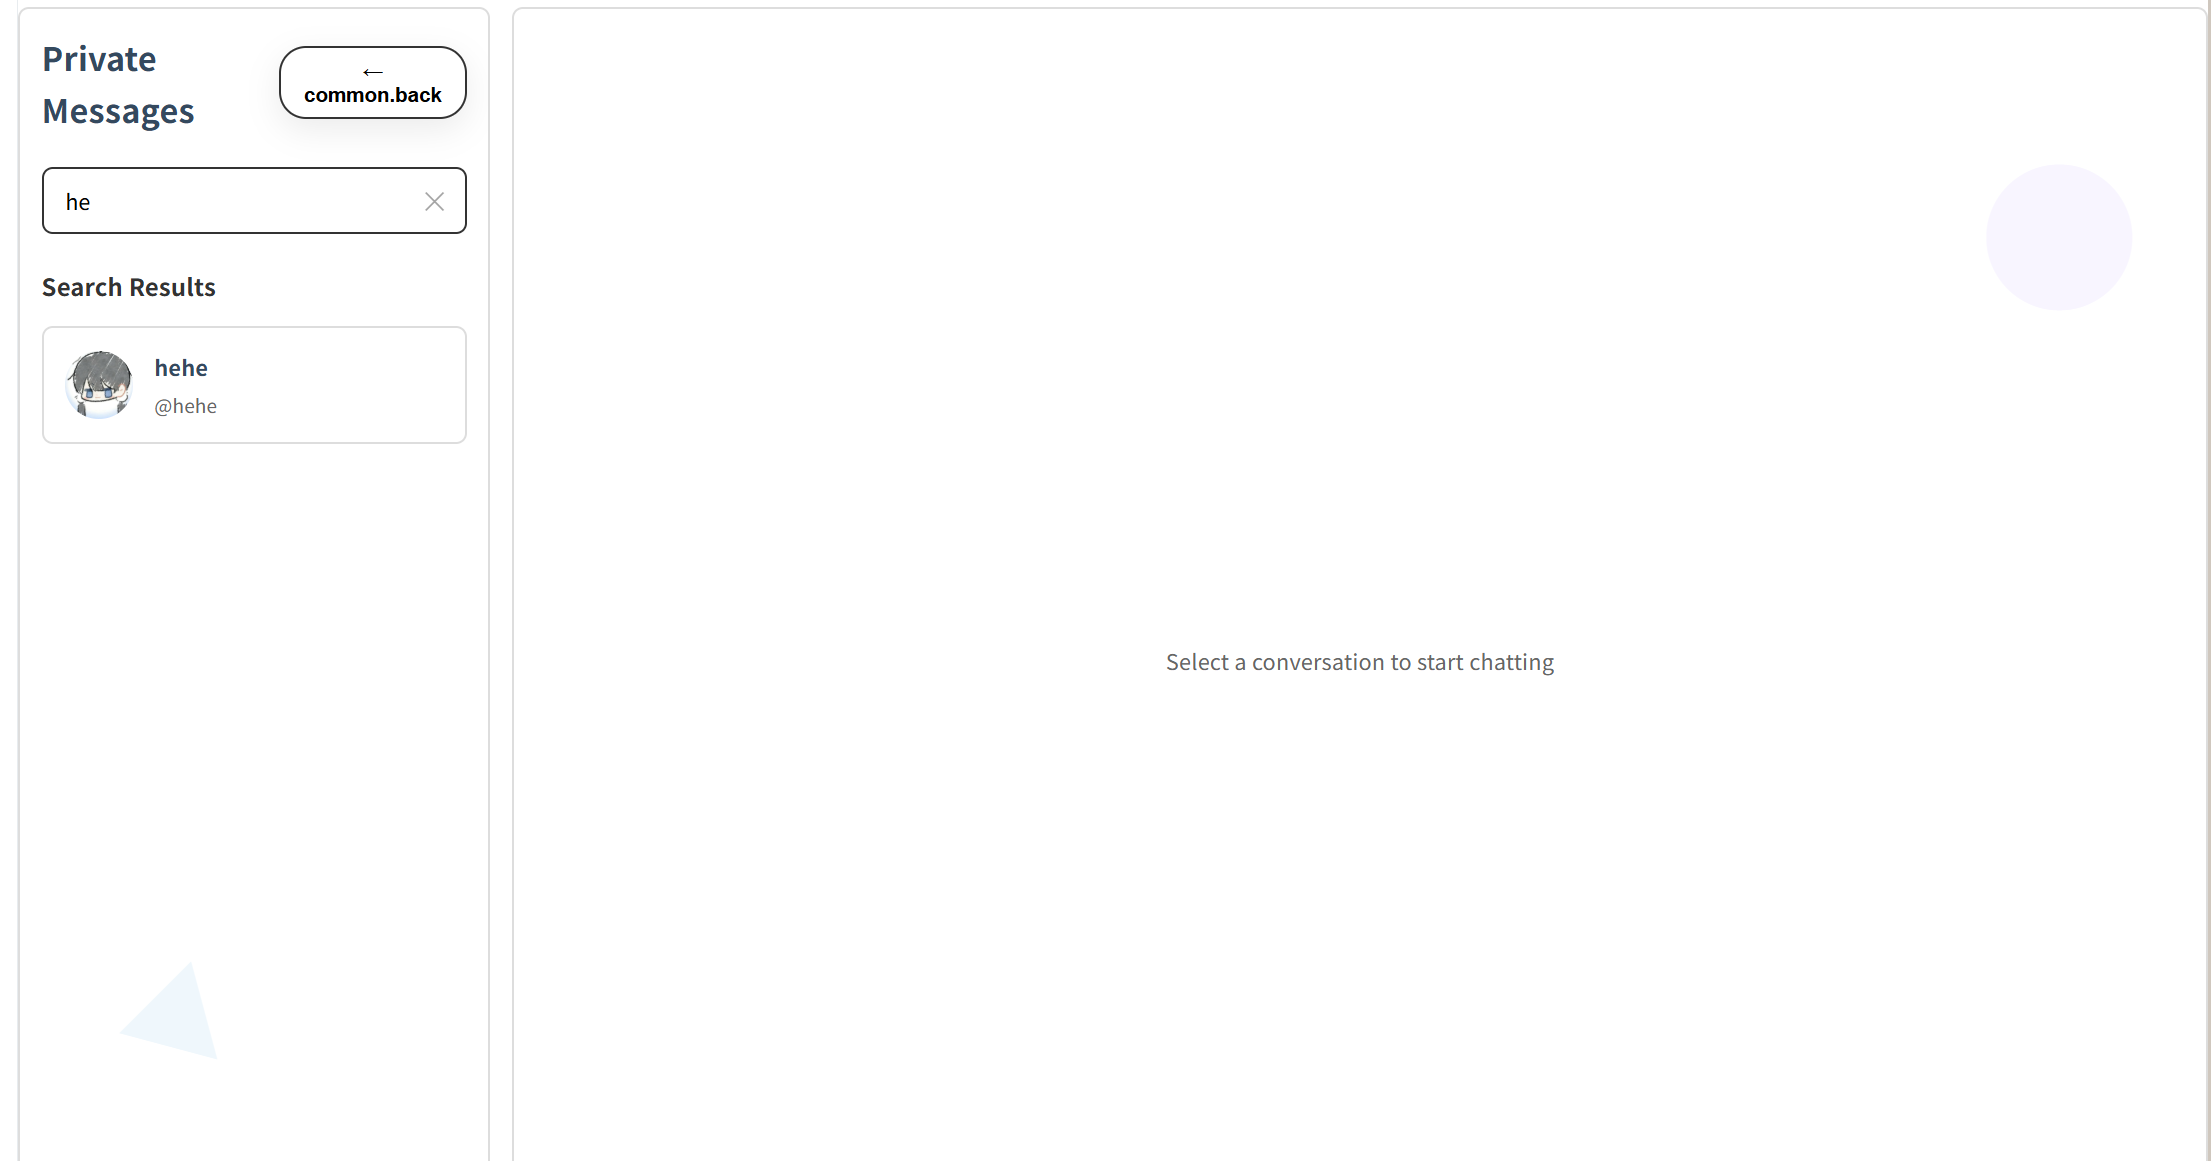 Private
Messages
←
common.back
he
Search Results
hehe
@hehe
Select a conversation to start chatting